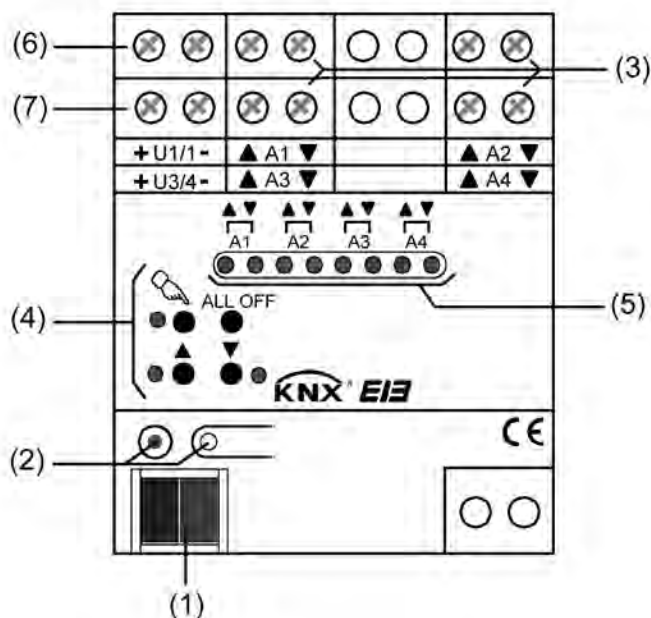 (6)
(3)
(7)
+ U1/1 - ▲ A1 ▼ ▲ A2 ▼
+ U3/4 - ▲ A3 ▼ ▲ A4 ▼
▲ ▼ ▲ ▼ ▲ ▼ ▲ ▼
A1 A2 A3 A4
(4)
ALL OFF
(5)
▲ ▼
KNX® EIB
(2)
CE
(1)